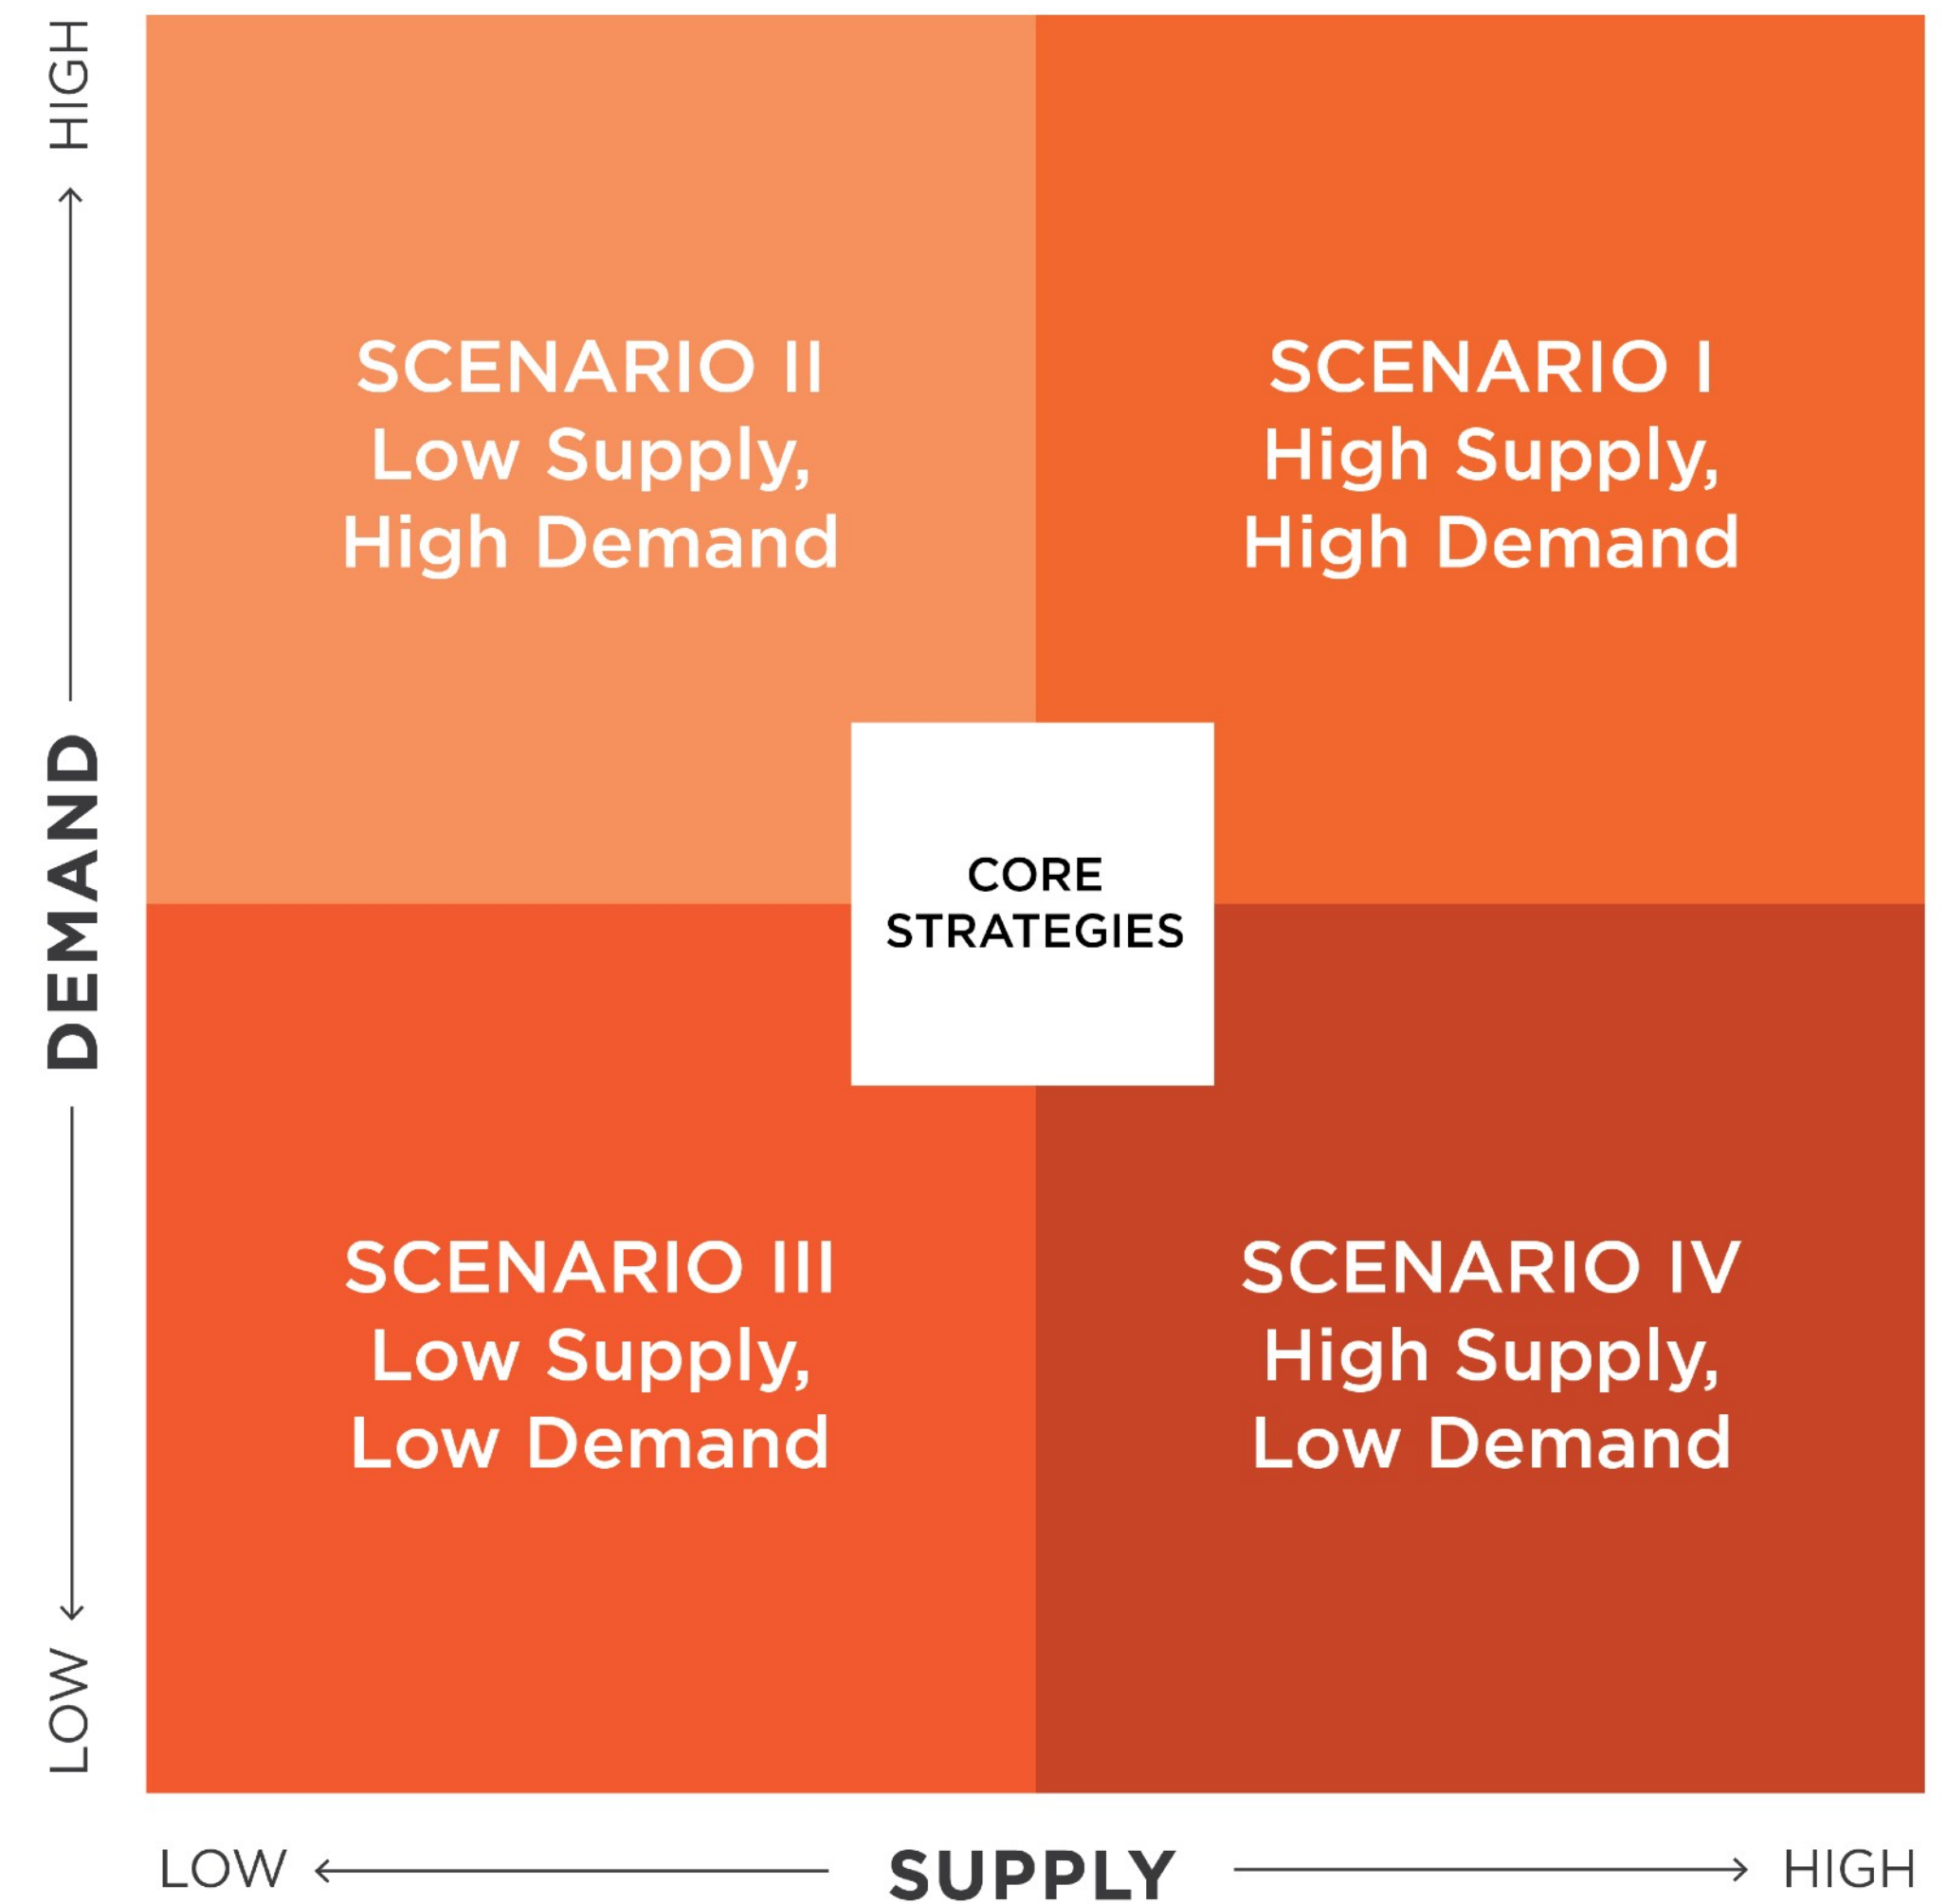 HIGH
DEMAND
LOW
SCENARIO II
Low Supply,
High Demand
SCENARIO I
High Supply,
High Demand
CORE
STRATEGIES
SCENARIO III
Low Supply,
Low Demand
SCENARIO IV
High Supply,
Low Demand
LOW
SUPPLY
HIGH